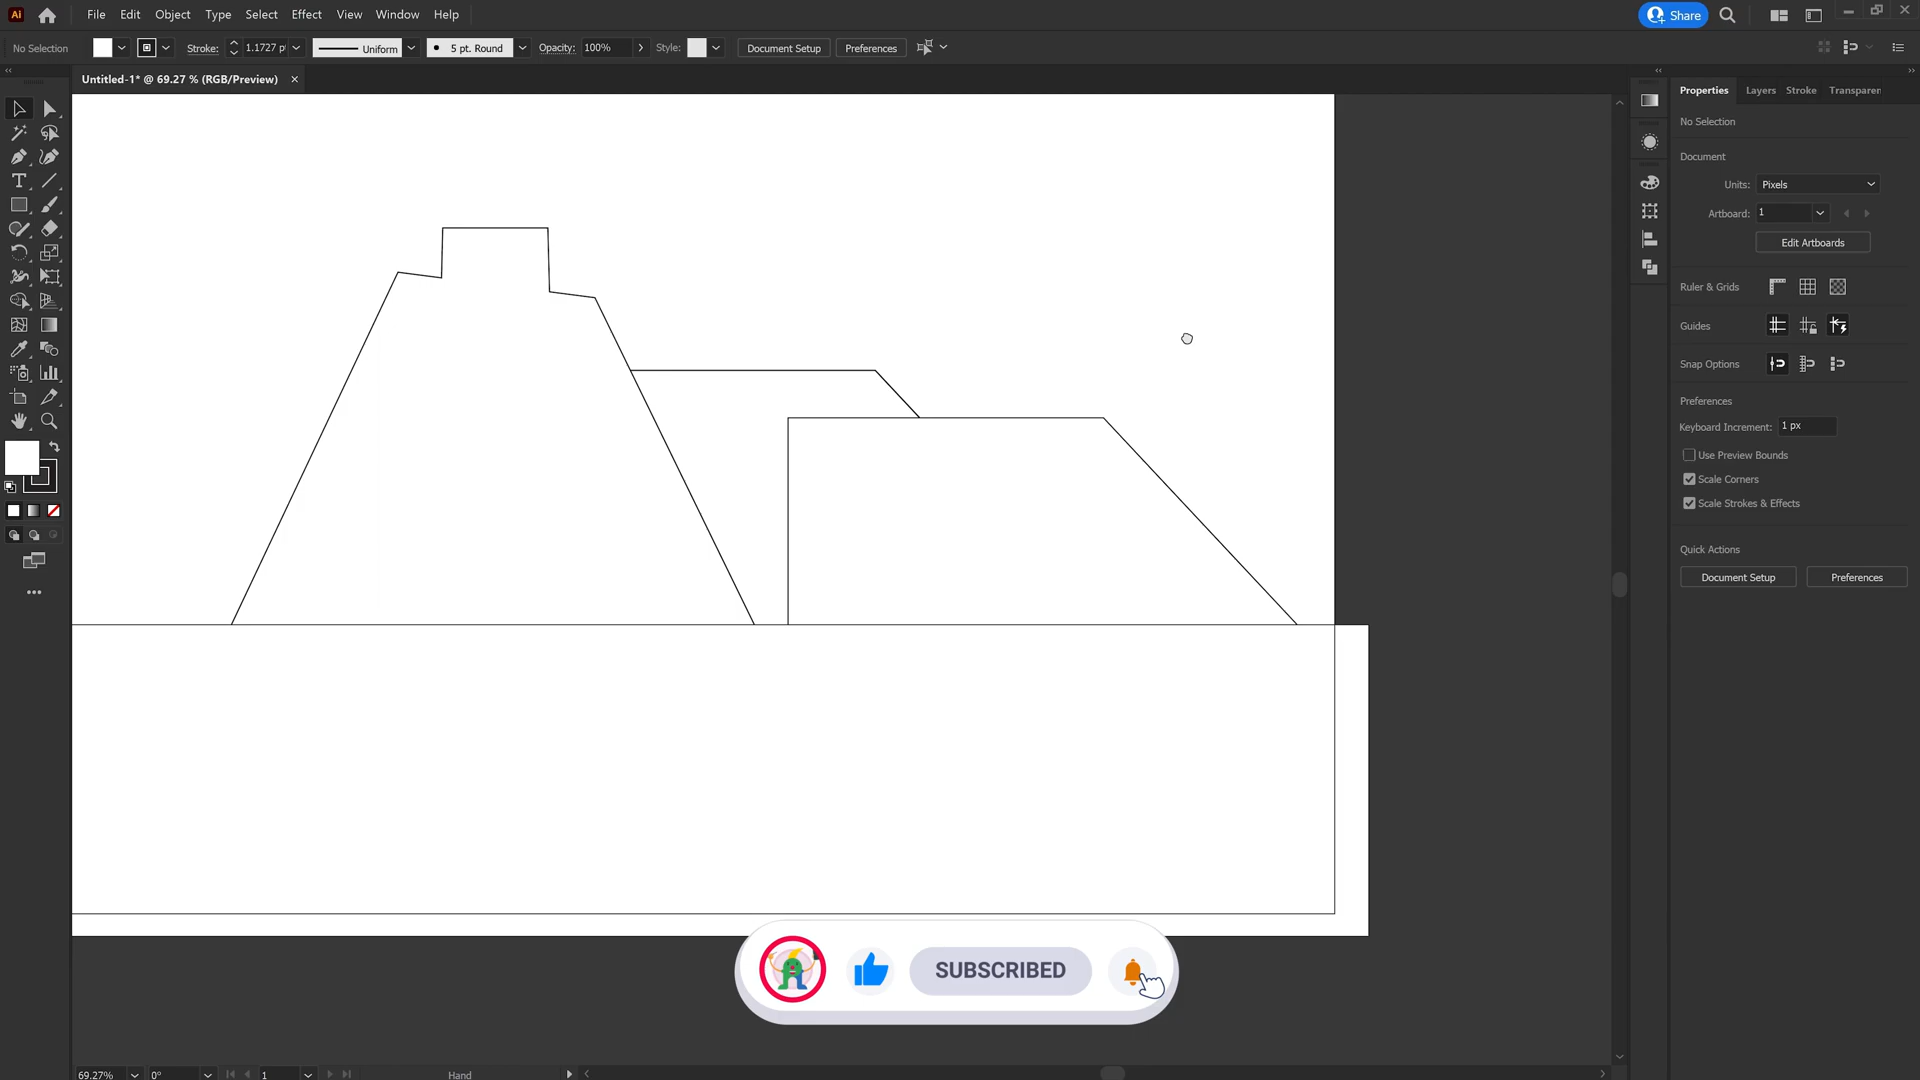 Ai File Edit Object Type Select Effect View Window Help Share
No Selection Stroke: 1.1727 p Uniform 5 pt. Round Opacity: 100% Style: Document Setup Preferences
Untitled-1* @ 69.27 % (RGB/Preview)
Properties Layers Stroke Transparen
No Selection
Document
Units: Pixels
Artboard: 1
Edit Artboards
Ruler & Grids
Guides
Snap Options
Preferences
Keyboard Increment: 1 px
Use Preview Bounds
Scale Corners
Scale Strokes & Effects
Quick Actions
Document Setup Preferences
SUBSCRIBED
69.27% 0° 1 Hand